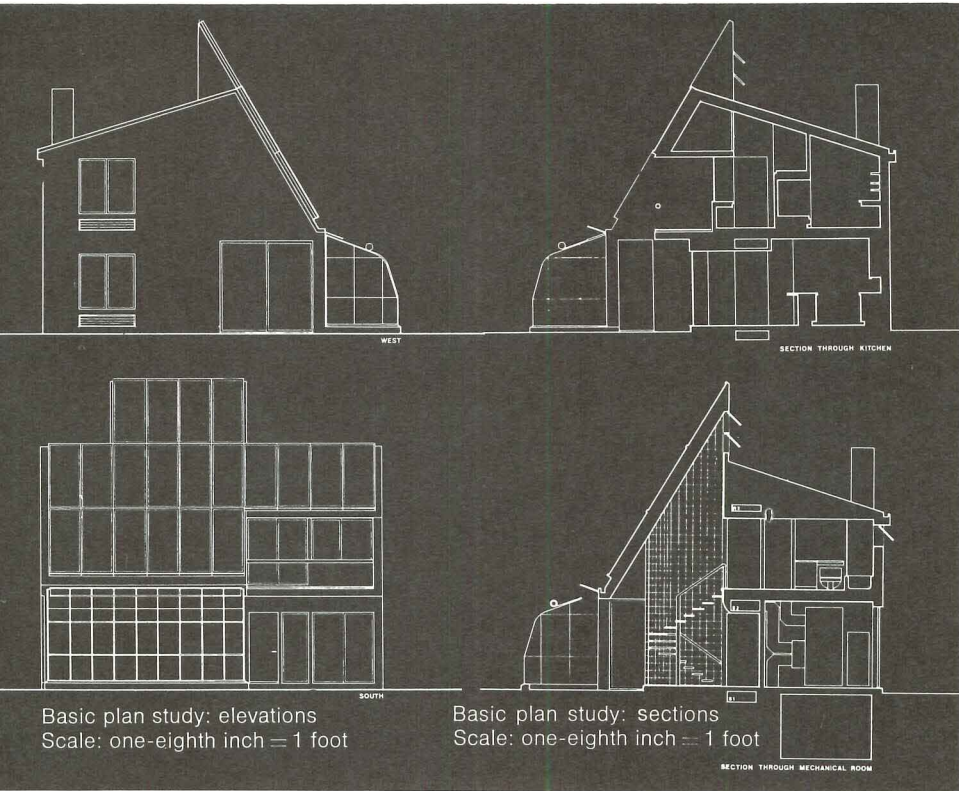 WEST
SECTION THROUGH KITCHEN
SOUTH
Basic plan study: elevations
Scale: one-eighth inch = 1 foot
Basic plan study: sections
Scale: one-eighth inch = 1 foot
SECTION THROUGH MECHANICAL ROOM